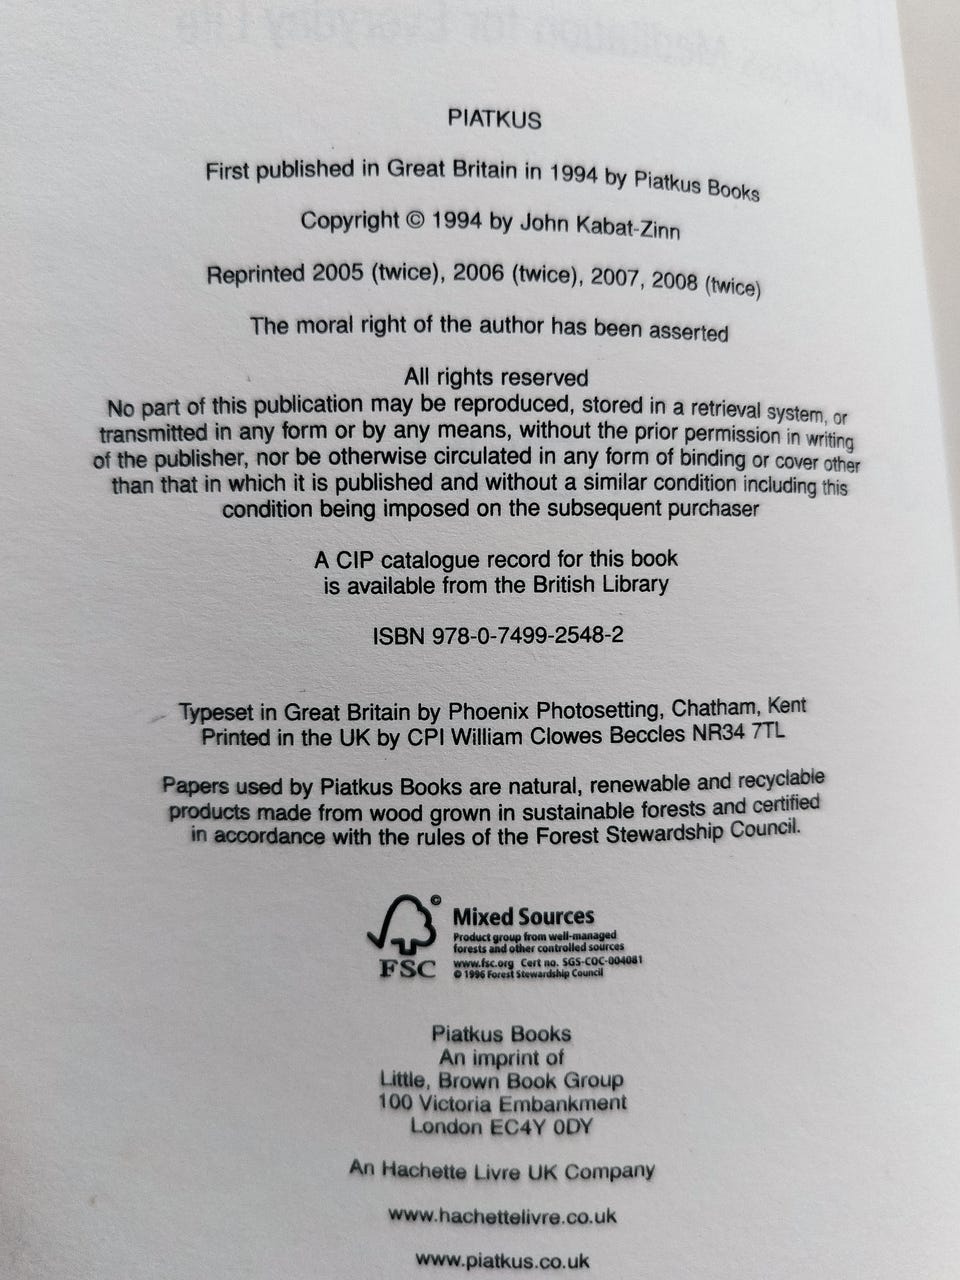 Meditation for Everyday Life
PIATKUS
First published in Great Britain in 1994 by Piatkus Books
Copyright © 1994 by John Kabat-Zinn
Reprinted 2005 (twice), 2006 (twice), 2007, 2008 (twice)
The moral right of the author has been asserted
All rights reserved
No part of this publication may be reproduced, stored in a retrieval system, or
transmitted in any form or by any means, without the prior permission in writing
of the publisher, nor be otherwise circulated in any form of binding or cover other
than that in which it is published and without a similar condition including this
condition being imposed on the subsequent purchaser
A CIP catalogue record for this book
is available from the British Library
ISBN 978-0-7499-2548-2
Typeset in Great Britain by Phoenix Photosetting, Chatham, Kent
Printed in the UK by CPI William Clowes Beccles NR34 7TL
Papers used by Piatkus Books are natural, renewable and recyclable
products made from wood grown in sustainable forests and certified
in accordance with the rules of the Forest Stewardship Council.
©
FSC
Mixed Sources
Product group from well-managed
forests and other controlled sources
www.fsc.org Cert no. SGS-COC-004081
© 1996 Forest Stewardship Council
Piatkus Books
An imprint of
Little, Brown Book Group
100 Victoria Embankment
London EC4Y 0DY
An Hachette Livre UK Company
www.hachettelivre.co.uk
www.piatkus.co.uk